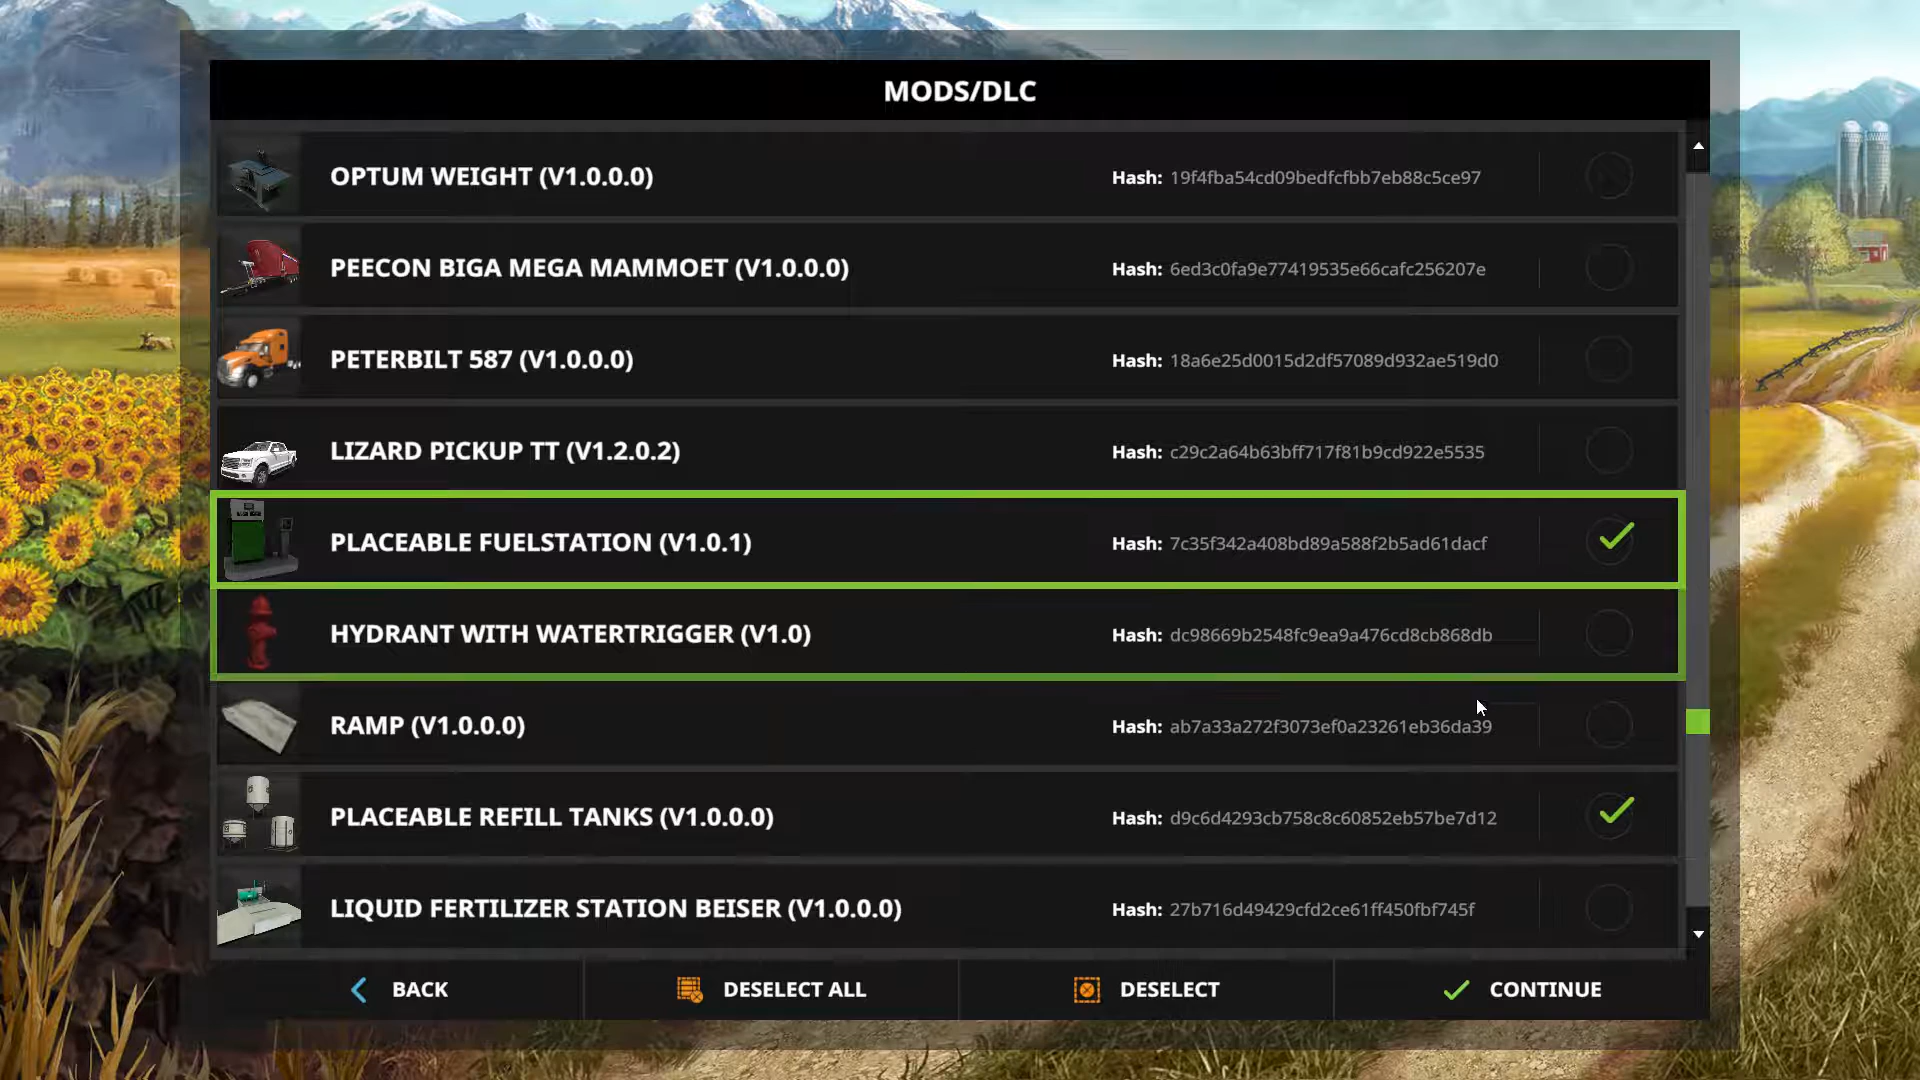 MODS/DLC
OPTUM WEIGHT (V1.0.0.0) Hash: 19f4fba54cd09bedfcfbb7eb88c5ce97
PEECON BIGA MEGA MAMMOET (V1.0.0.0) Hash: 6ed3c0fa9e77419535e66cafc256207e
PETERBILT 587 (V1.0.0.0) Hash: 18a6e25d0015d2df57089d932ae519d0
LIZARD PICKUP TT (V1.2.0.2) Hash: c29c2a64b63bff717f81b9cd922e5535
PLACEABLE FUELSTATION (V1.0.1) Hash: 7c35f342a408bd89a588f2b5ad61dacf
HYDRANT WITH WATERTRIGGER (V1.0) Hash: dc98669b2548fc9ea9a476cd8cb868db
RAMP (V1.0.0.0) Hash: ab7a33a272f3073ef0a23261eb36da39
PLACEABLE REFILL TANKS (V1.0.0.0) Hash: d9c6d4293cb758c8c60852eb57be7d12
LIQUID FERTILIZER STATION BEISER (V1.0.0.0) Hash: 27b716d49429cfd2ce61ff450fbf745f
BACK DESELECT ALL DESELECT CONTINUE